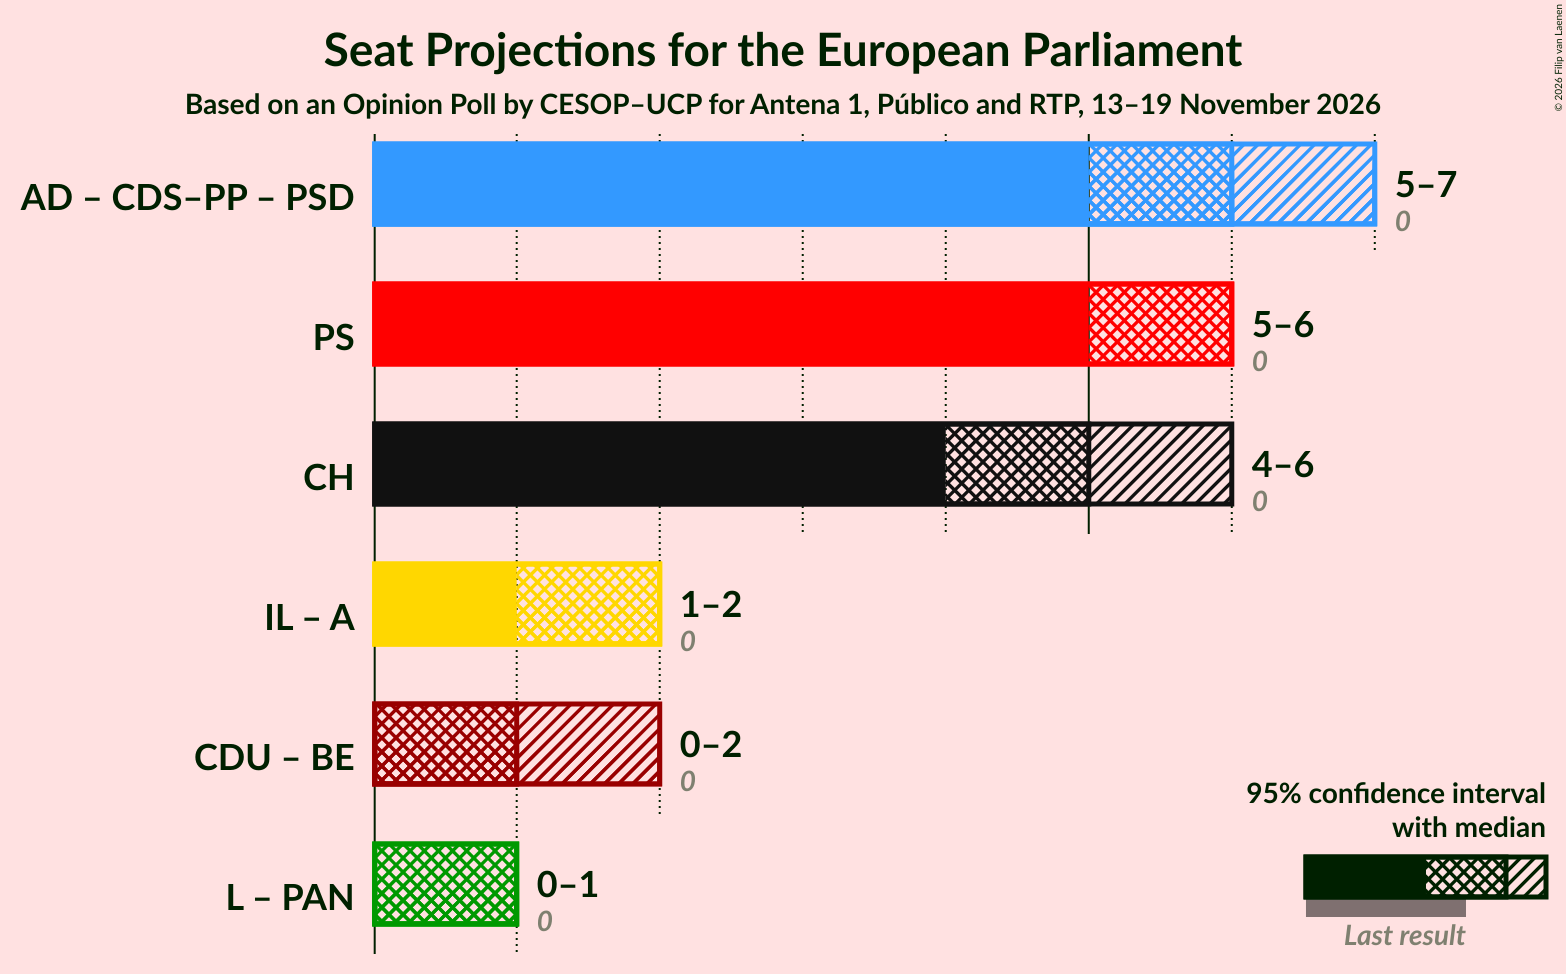 Seat Projections for the European Parliament
Based on an Opinion Poll by CESOP–UCP for Antena 1, Público and RTP, 13–19 November 2026
© 2026 Filip van Laenen
AD – CDS–PP – PSD
5–7
0
PS
5–6
0
CH
4–6
0
IL – A
1–2
0
CDU – BE
0–2
0
L – PAN
0–1
0
95% confidence interval
with median
Last result